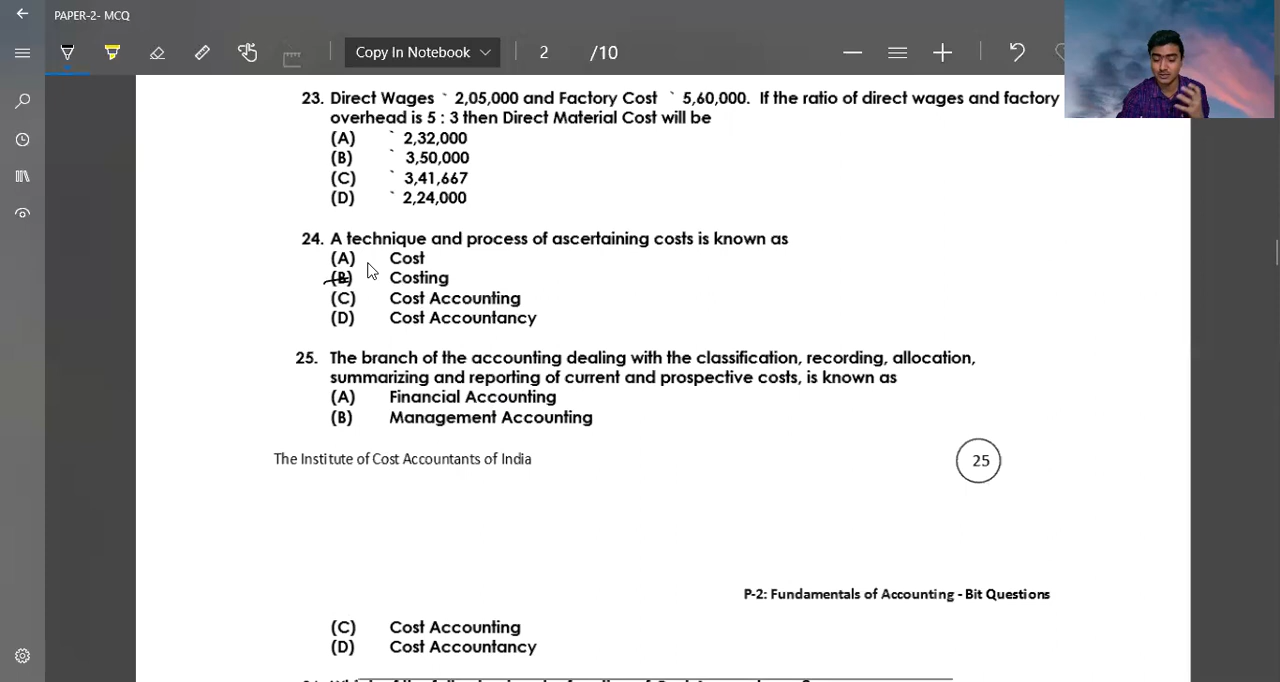 PAPER-2- MCQ
Copy In Notebook
2 /10
23. Direct Wages ` 2,05,000 and Factory Cost ` 5,60,000. If the ratio of direct wages and factory
overhead is 5 : 3 then Direct Material Cost will be
(A) ` 2,32,000
(B) ` 3,50,000
(C) ` 3,41,667
(D) ` 2,24,000
24. A technique and process of ascertaining costs is known as
(A) Cost
(B) Costing
(C) Cost Accounting
(D) Cost Accountancy
25. The branch of the accounting dealing with the classification, recording, allocation,
summarizing and reporting of current and prospective costs, is known as
(A) Financial Accounting
(B) Management Accounting
The Institute of Cost Accountants of India
25
P-2: Fundamentals of Accounting - Bit Questions
(C) Cost Accounting
(D) Cost Accountancy